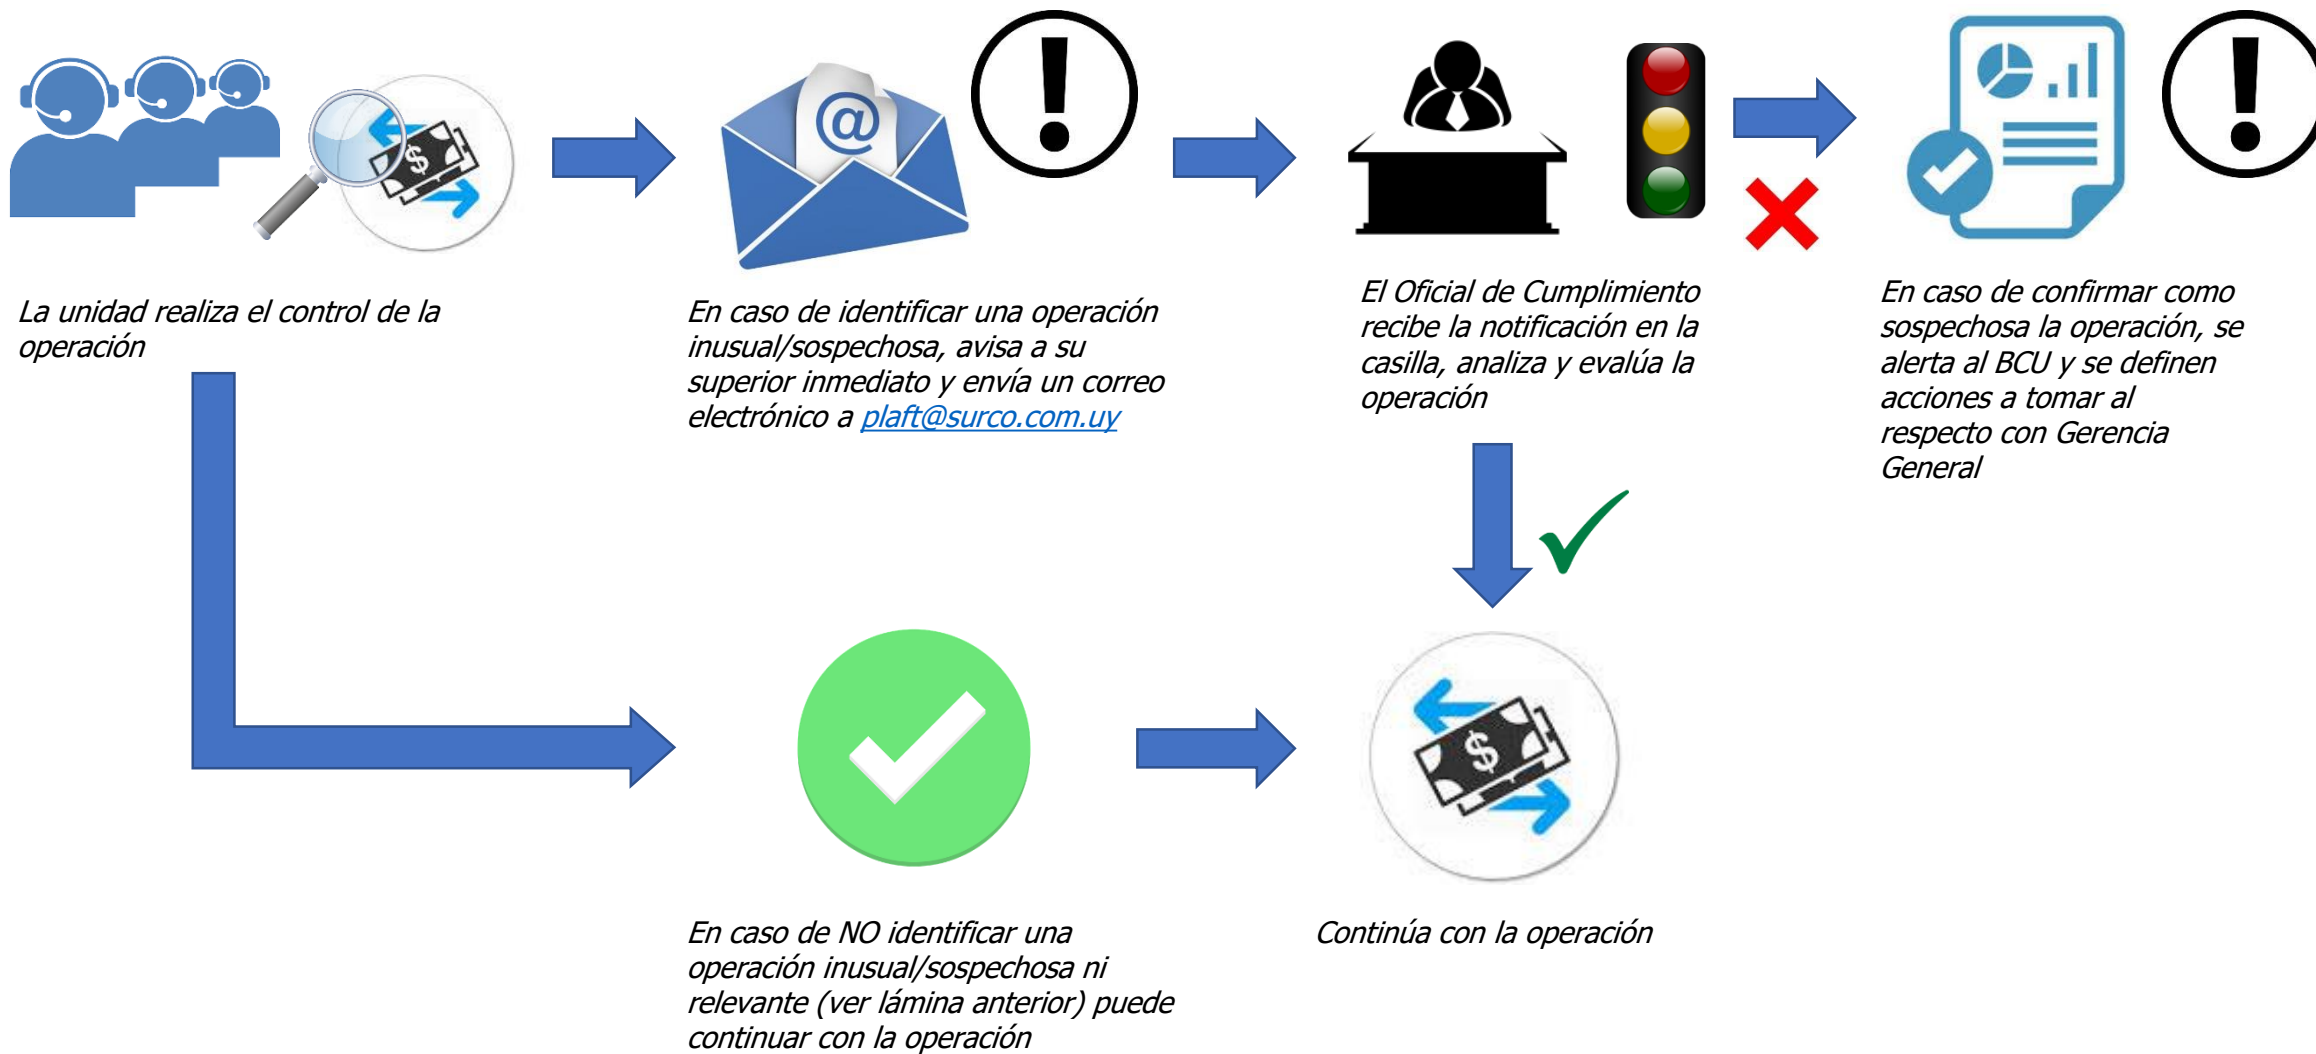 La unidad realiza el control de la
operación
En caso de identificar una operación
inusual/sospechosa, avisa a su
superior inmediato y envía un correo
electrónico a plaft@surco.com.uy
El Oficial de Cumplimiento
recibe la notificación en la
casilla, analiza y evalúa la
operación
En caso de confirmar como
sospechosa la operación, se
alerta al BCU y se definen
acciones a tomar al
respecto con Gerencia
General
En caso de NO identificar una
operación inusual/sospechosa ni
relevante (ver lámina anterior) puede
continuar con la operación
Continúa con la operación